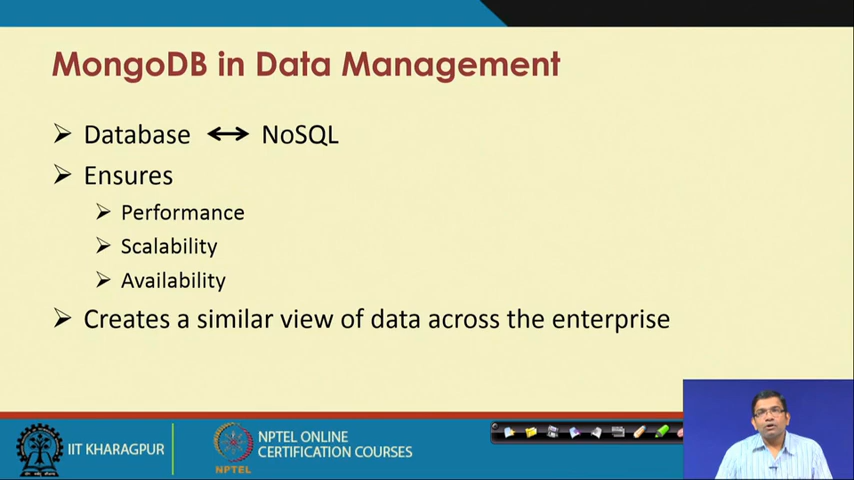 MongoDB in Data Management
Database ↔ NoSQL
Ensures
Performance
Scalability
Availability
Creates a similar view of data across the enterprise
IIT KHARAGPUR
NPTEL
NPTEL ONLINE
CERTIFICATION COURSES